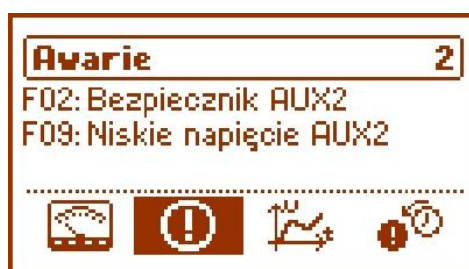 Awarie 2
F02: Bezpiecznik AUX2
F09: Niskie napięcie AUX2
U
t